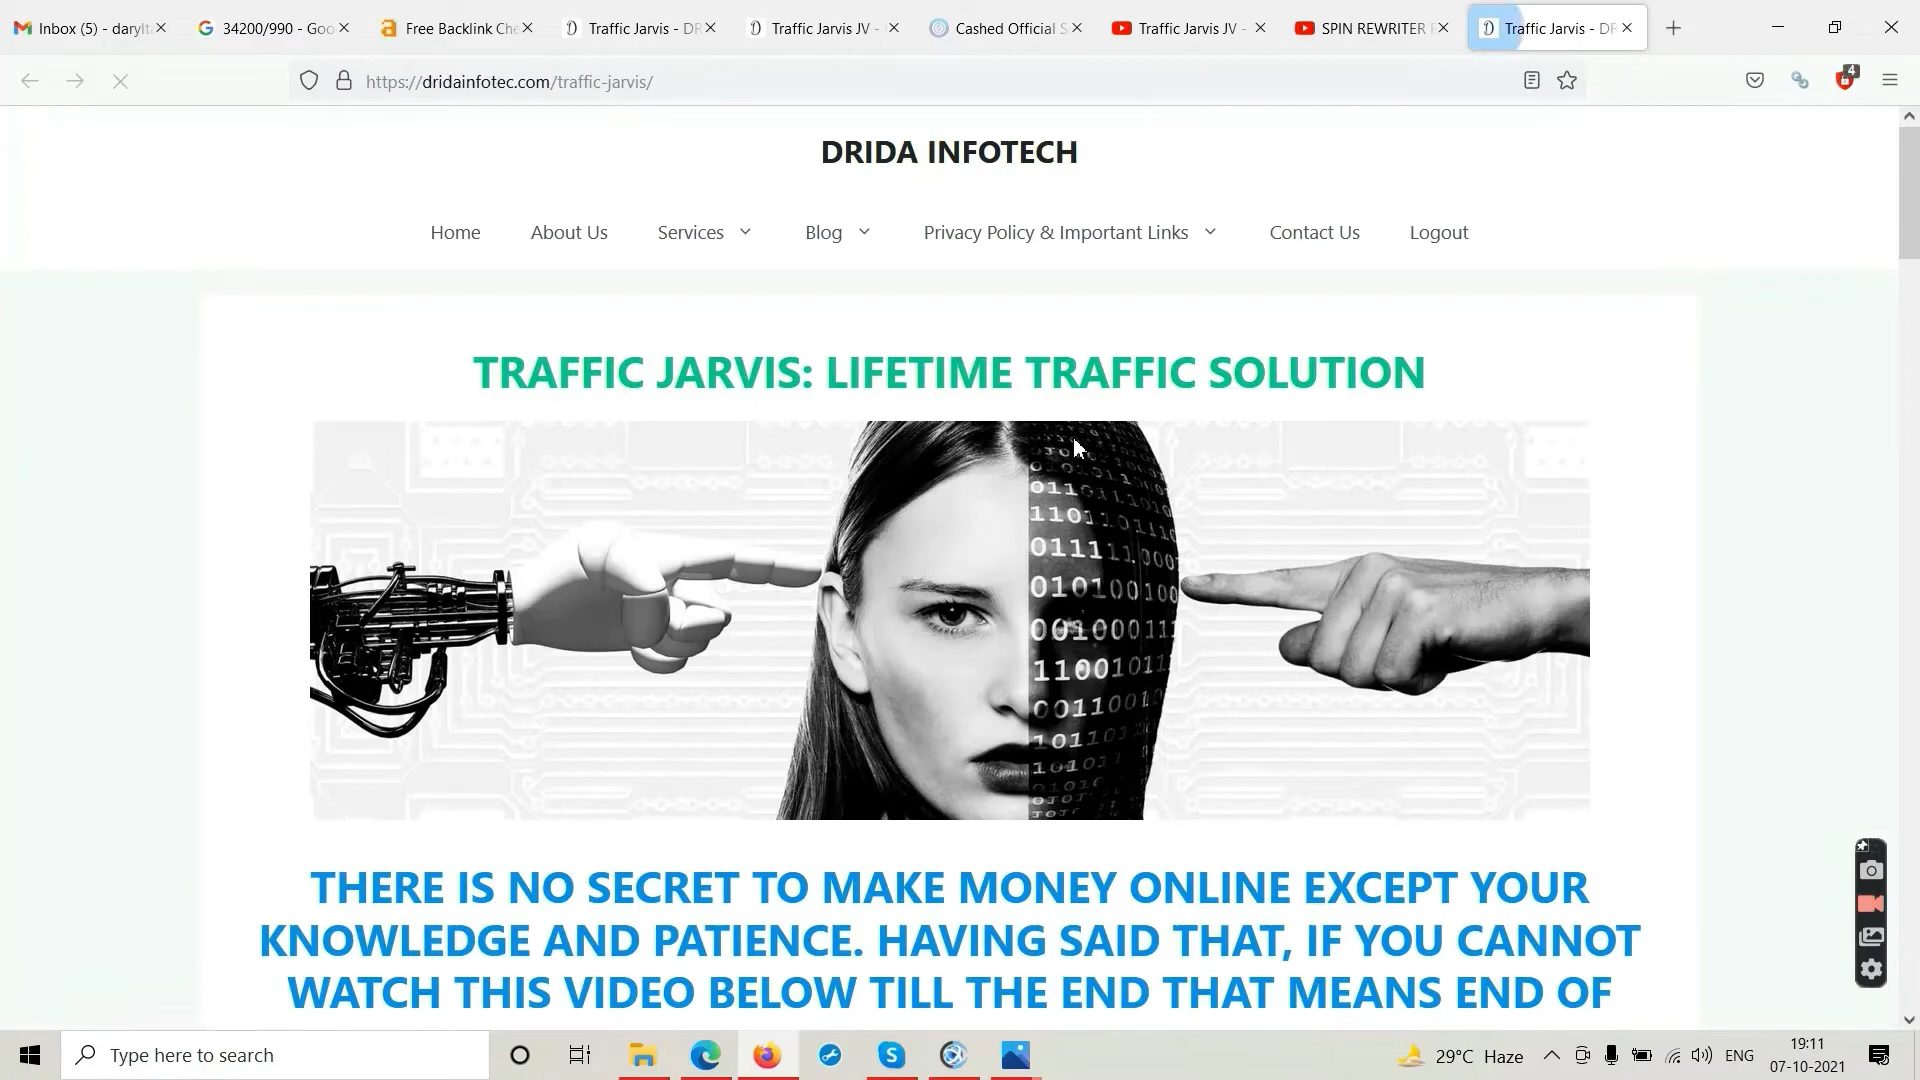 Inbox (5) - daryl
34200/990 - Goo
Free Backlink Che
Traffic Jarvis - DR
Traffic Jarvis JV -
Cashed Official S
Traffic Jarvis JV -
SPIN REWRITER
Traffic Jarvis - DR
https://dridainfotec.com/traffic-jarvis/
4
DRIDA INFOTECH
Home About Us Services Blog Privacy Policy & Important Links Contact Us Logout
TRAFFIC JARVIS: LIFETIME TRAFFIC SOLUTION
THERE IS NO SECRET TO MAKE MONEY ONLINE EXCEPT YOUR
KNOWLEDGE AND PATIENCE. HAVING SAID THAT, IF YOU CANNOT
WATCH THIS VIDEO BELOW TILL THE END THAT MEANS END OF
Type here to search
29°C Haze
ENG
19:11
07-10-2021